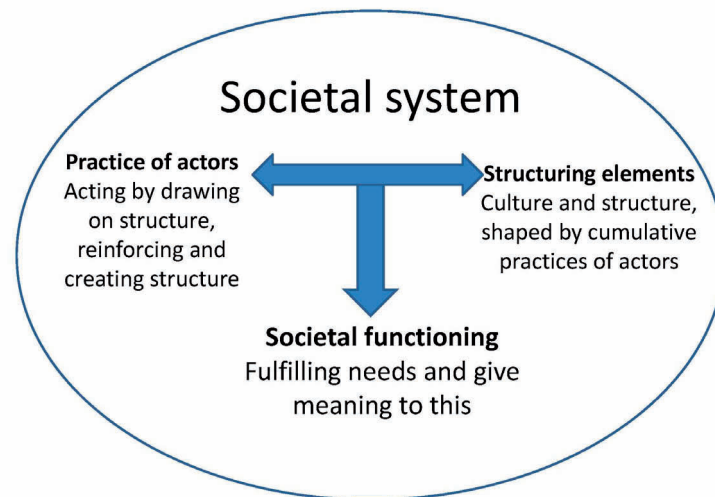 Societal system
Practice of actors
Acting by drawing
on structure,
reinforcing and
creating structure
Structuring elements
Culture and structure,
shaped by cumulative
practices of actors
Societal functioning
Fulfilling needs and give
meaning to this